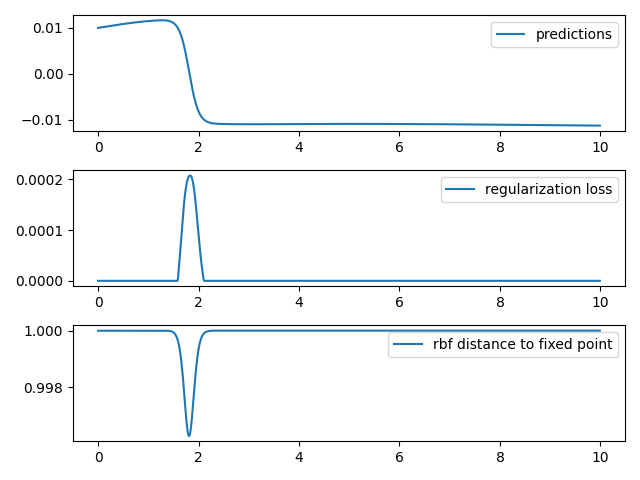 0.01
0.00
−0.01
predictions
0 2 4 6 8 10
0.0002
0.0001
0.0000
regularization loss
0 2 4 6 8 10
1.000
0.998
rbf distance to fixed point
0 2 4 6 8 10